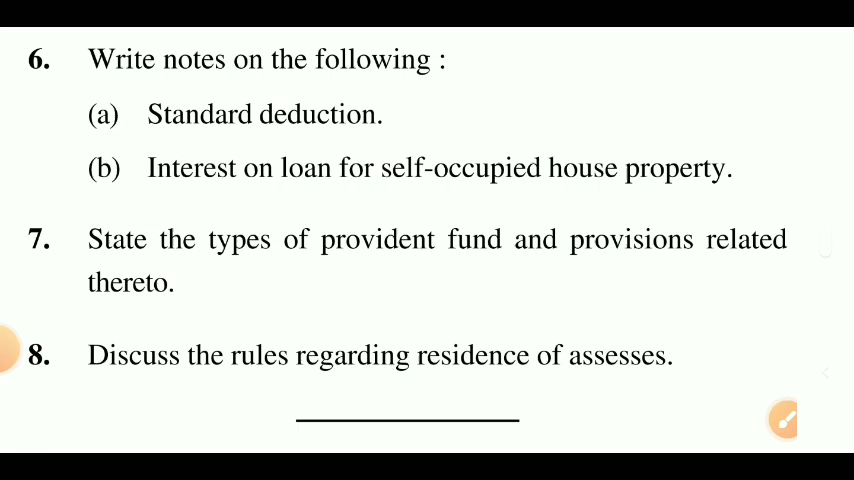 6. Write notes on the following :
(a) Standard deduction.
(b) Interest on loan for self-occupied house property.
7. State the types of provident fund and provisions related
thereto.
8. Discuss the rules regarding residence of assesses.